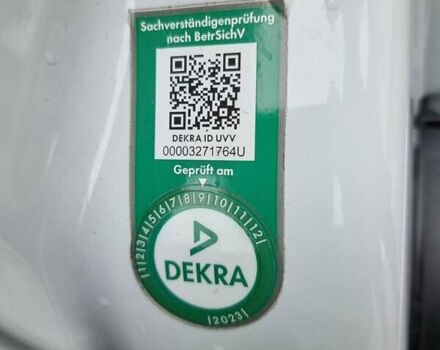 Sachverständigenprüfung
nach BetrSichV
DEKRA ID UVV
00003271764U
Geprüft am
|1|2|3|4|5|6|7|8|9|10|11|12|
DEKRA
|2023|